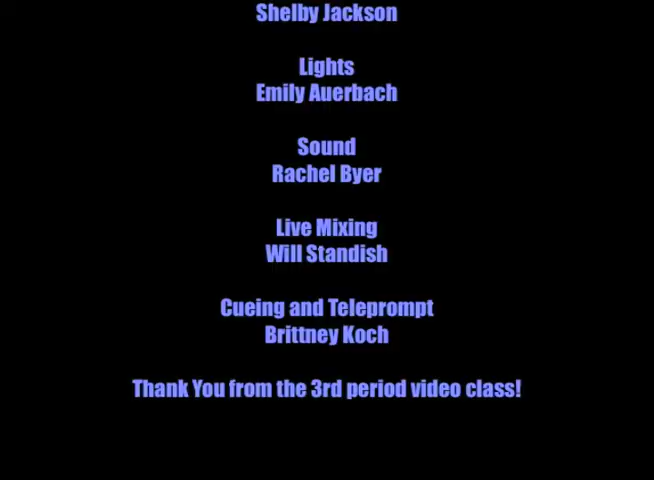 Shelby Jackson
Lights
Emily Auerbach
Sound
Rachel Byer
Live Mixing
Will Standish
Cueing and Teleprompt
Brittney Koch
Thank You from the 3rd period video class!